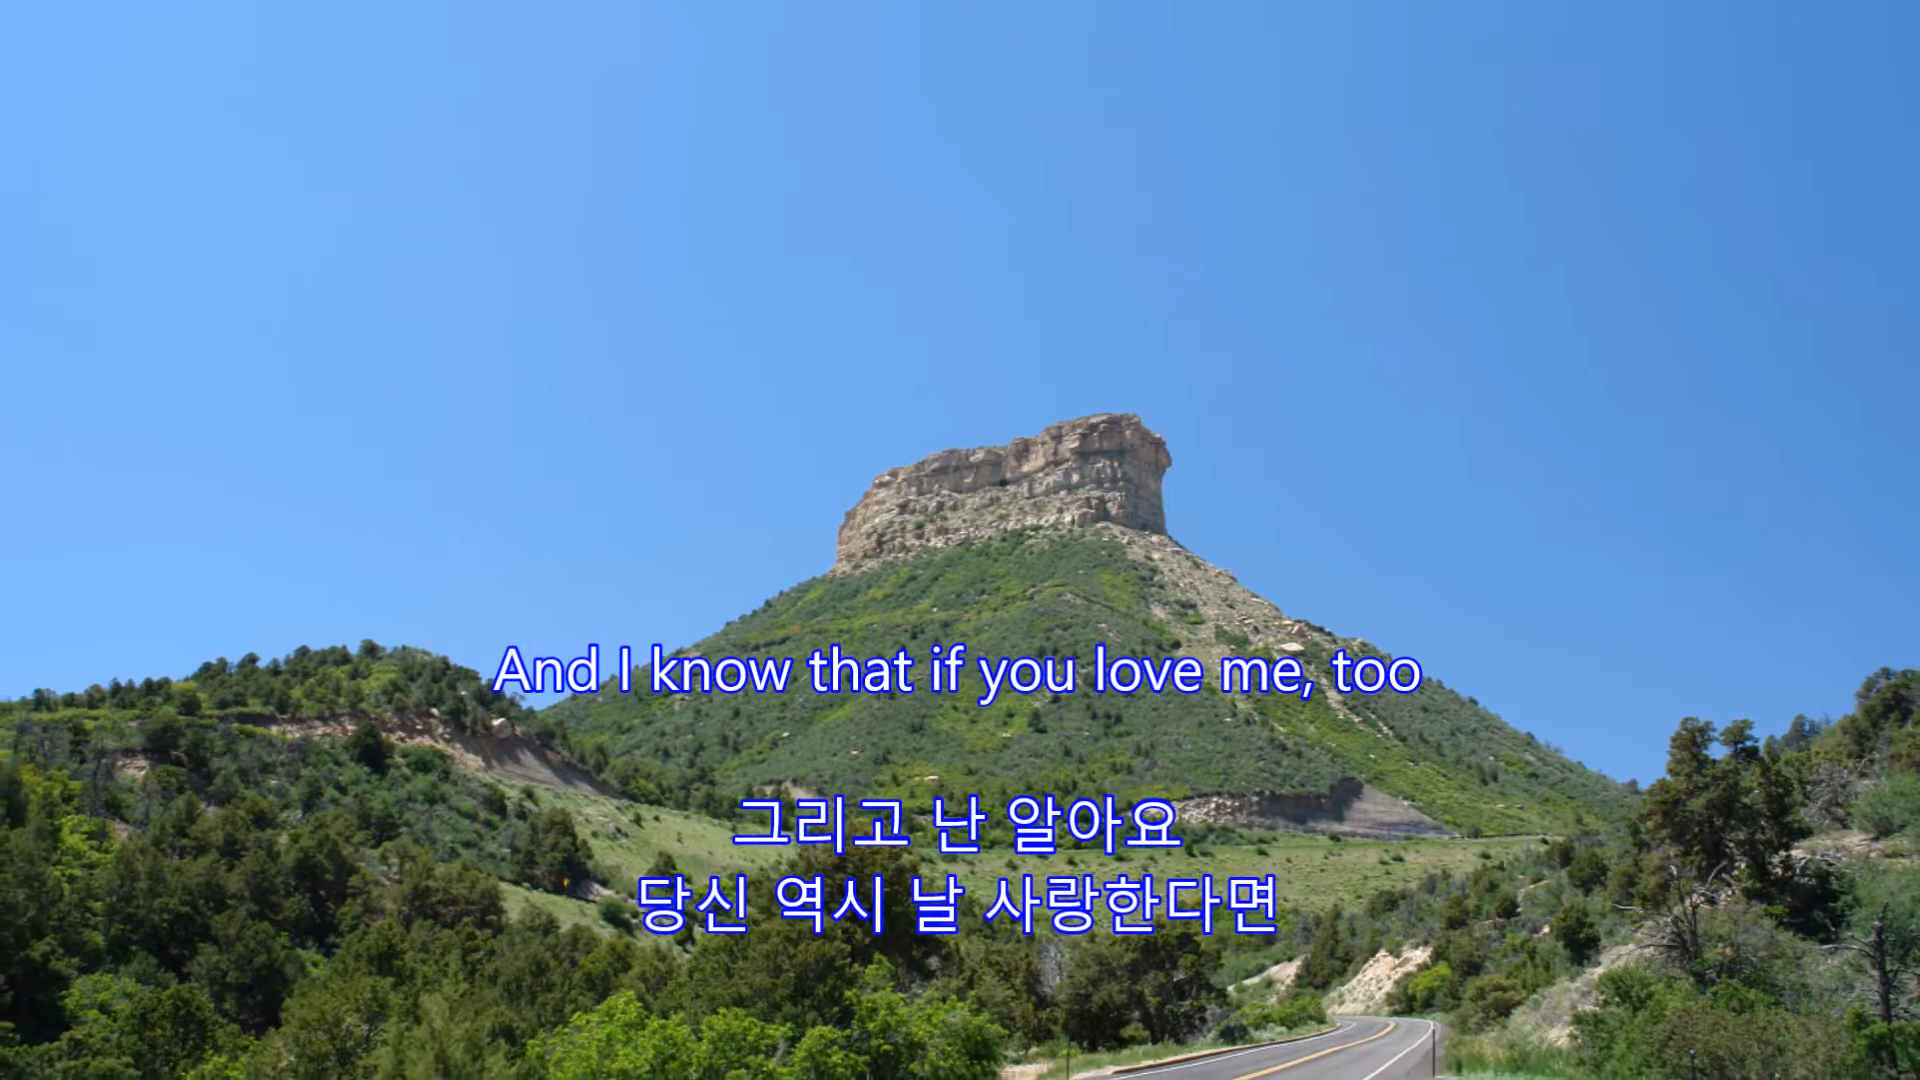 And I know that if you love me, too
그리고 난 알아요
당신 역시 날 사랑한다면